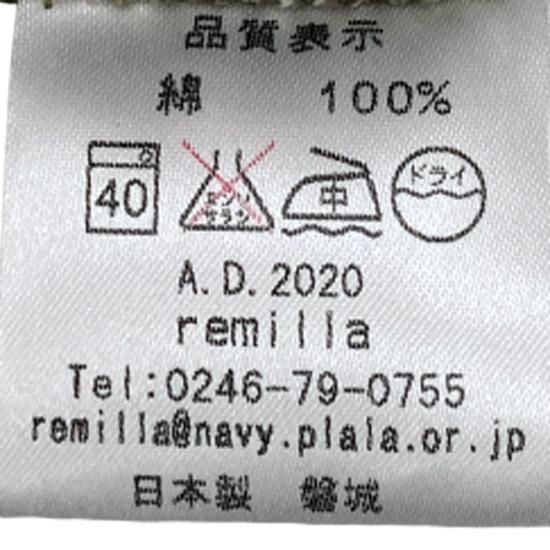 品質表示
綿 100%
40 エンソ サラシ 中 ドライ
A.D.2020
remilla
Tel:0246-79-0755
remilla@navy.plala.or.jp
日本製 磐城